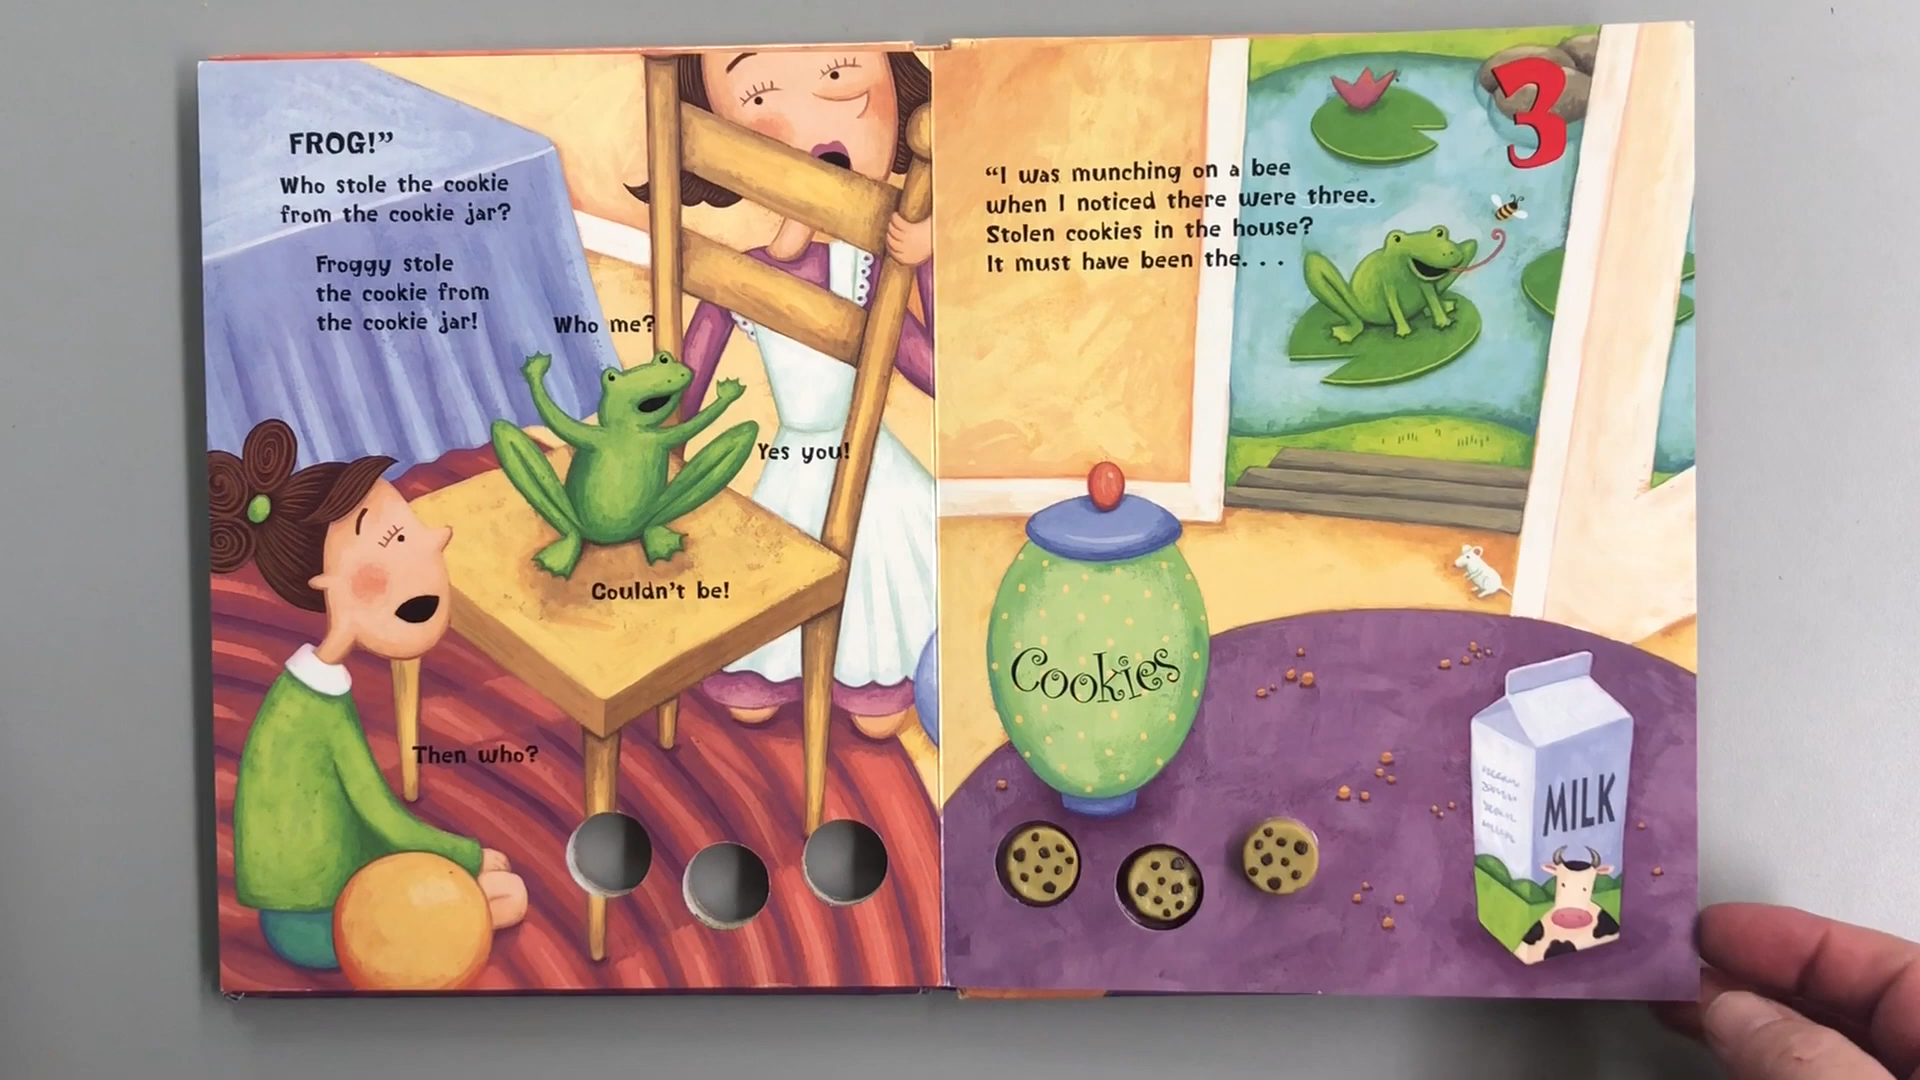 FROG!”
Who stole the cookie
from the cookie jar?
Froggy stole
the cookie from
the cookie jar!
Who me?
Yes you!
Couldn’t be!
Then who?
3
“I was munching on a bee
when I noticed there were three.
Stolen cookies in the house?
It must have been the. . .
Cookies
MILK